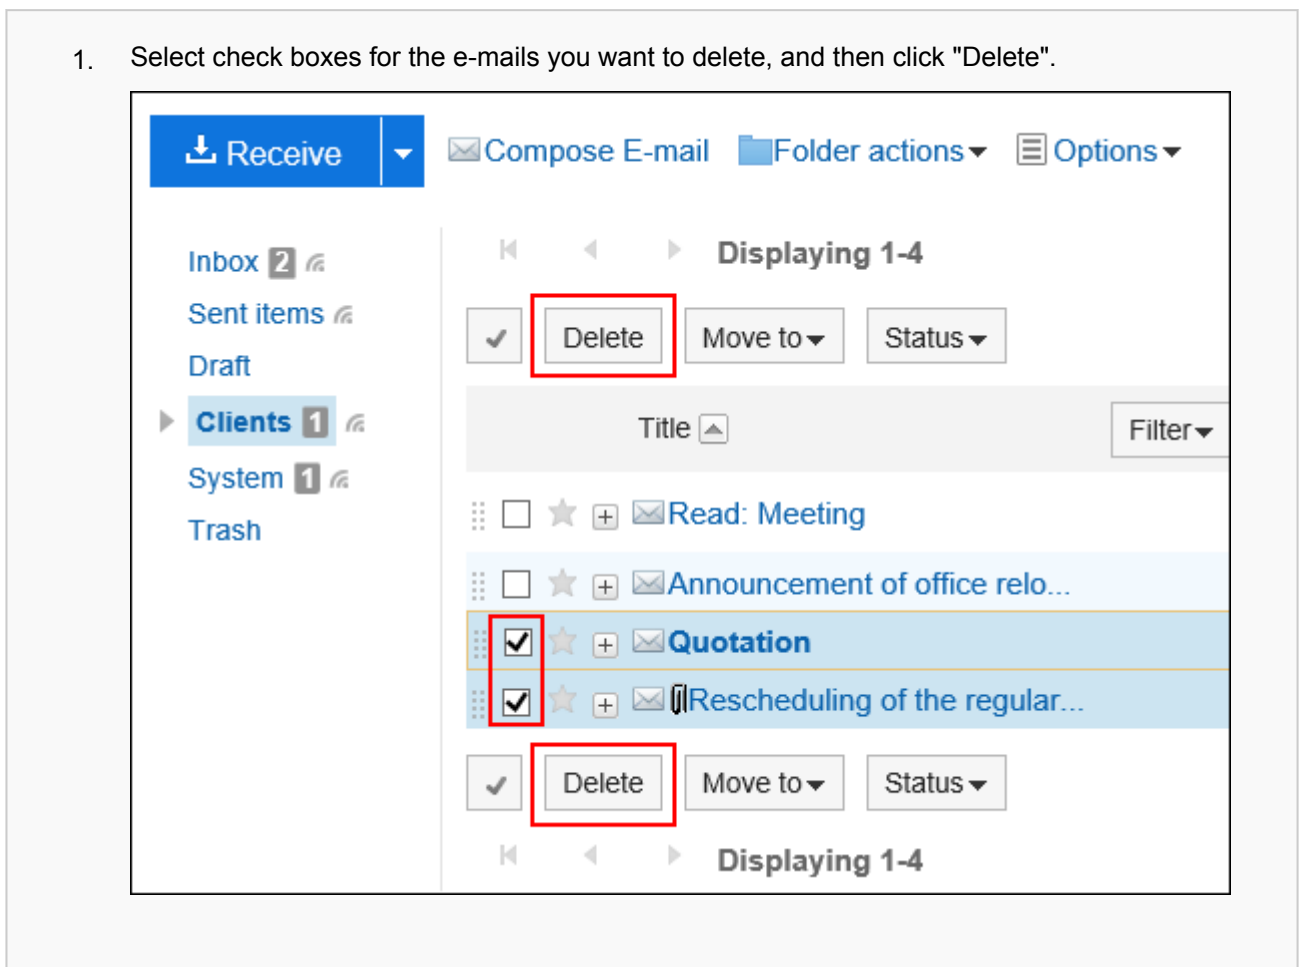 1. Select check boxes for the e-mails you want to delete, and then click "Delete".
Receive Compose E-mail Folder actions Options
Inbox 2
Sent items
Draft
Clients 1
System 1
Trash
Displaying 1-4
Delete Move to Status
Title Filter
Read: Meeting
Announcement of office relo...
Quotation
Rescheduling of the regular...
Delete Move to Status
Displaying 1-4